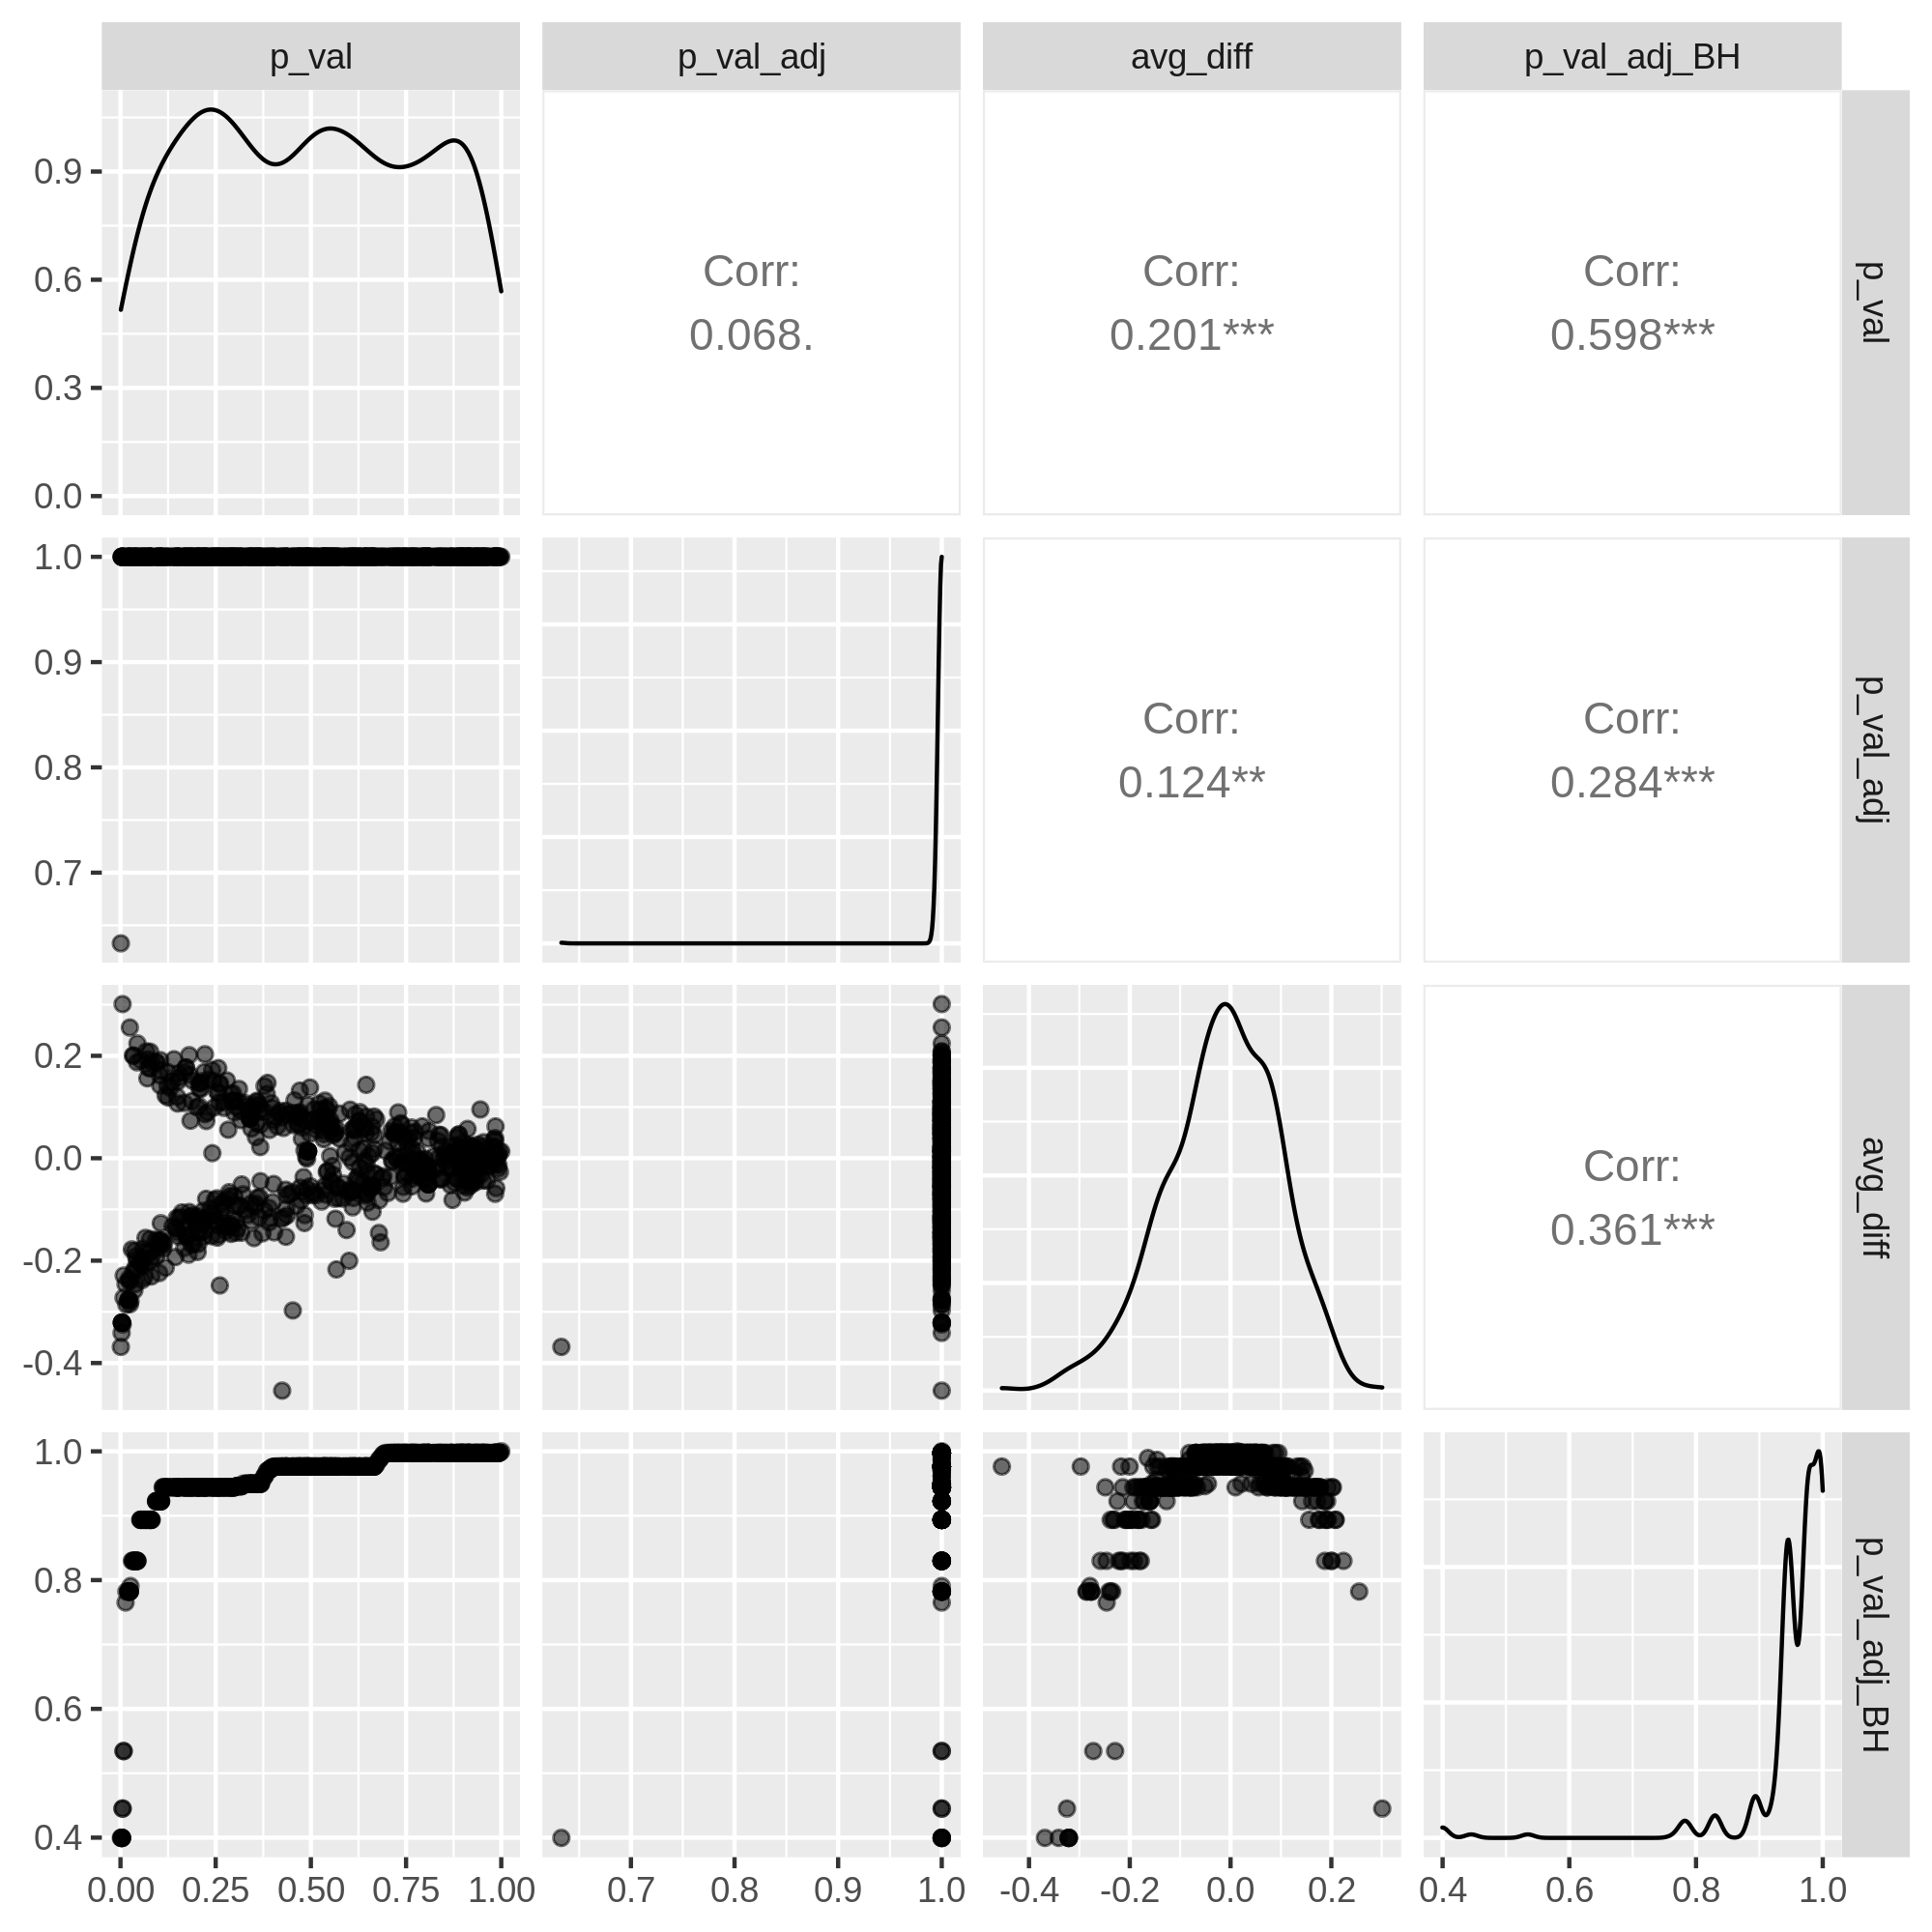 p_val p_val_adj avg_diff p_val_adj_BH
0.9
0.6
0.3
0.0
Corr:
0.068.
Corr:
0.201***
Corr:
0.598***
p_val
1.0
0.9
0.8
0.7
Corr:
0.124**
Corr:
0.284***
p_val_adj
0.2
0.0
-0.2
-0.4
Corr:
0.361***
avg_diff
1.0
0.8
0.6
0.4
p_val_adj_BH
0.00 0.25 0.50 0.75 1.00 0.7 0.8 0.9 1.0 -0.4 -0.2 0.0 0.2 0.4 0.6 0.8 1.0